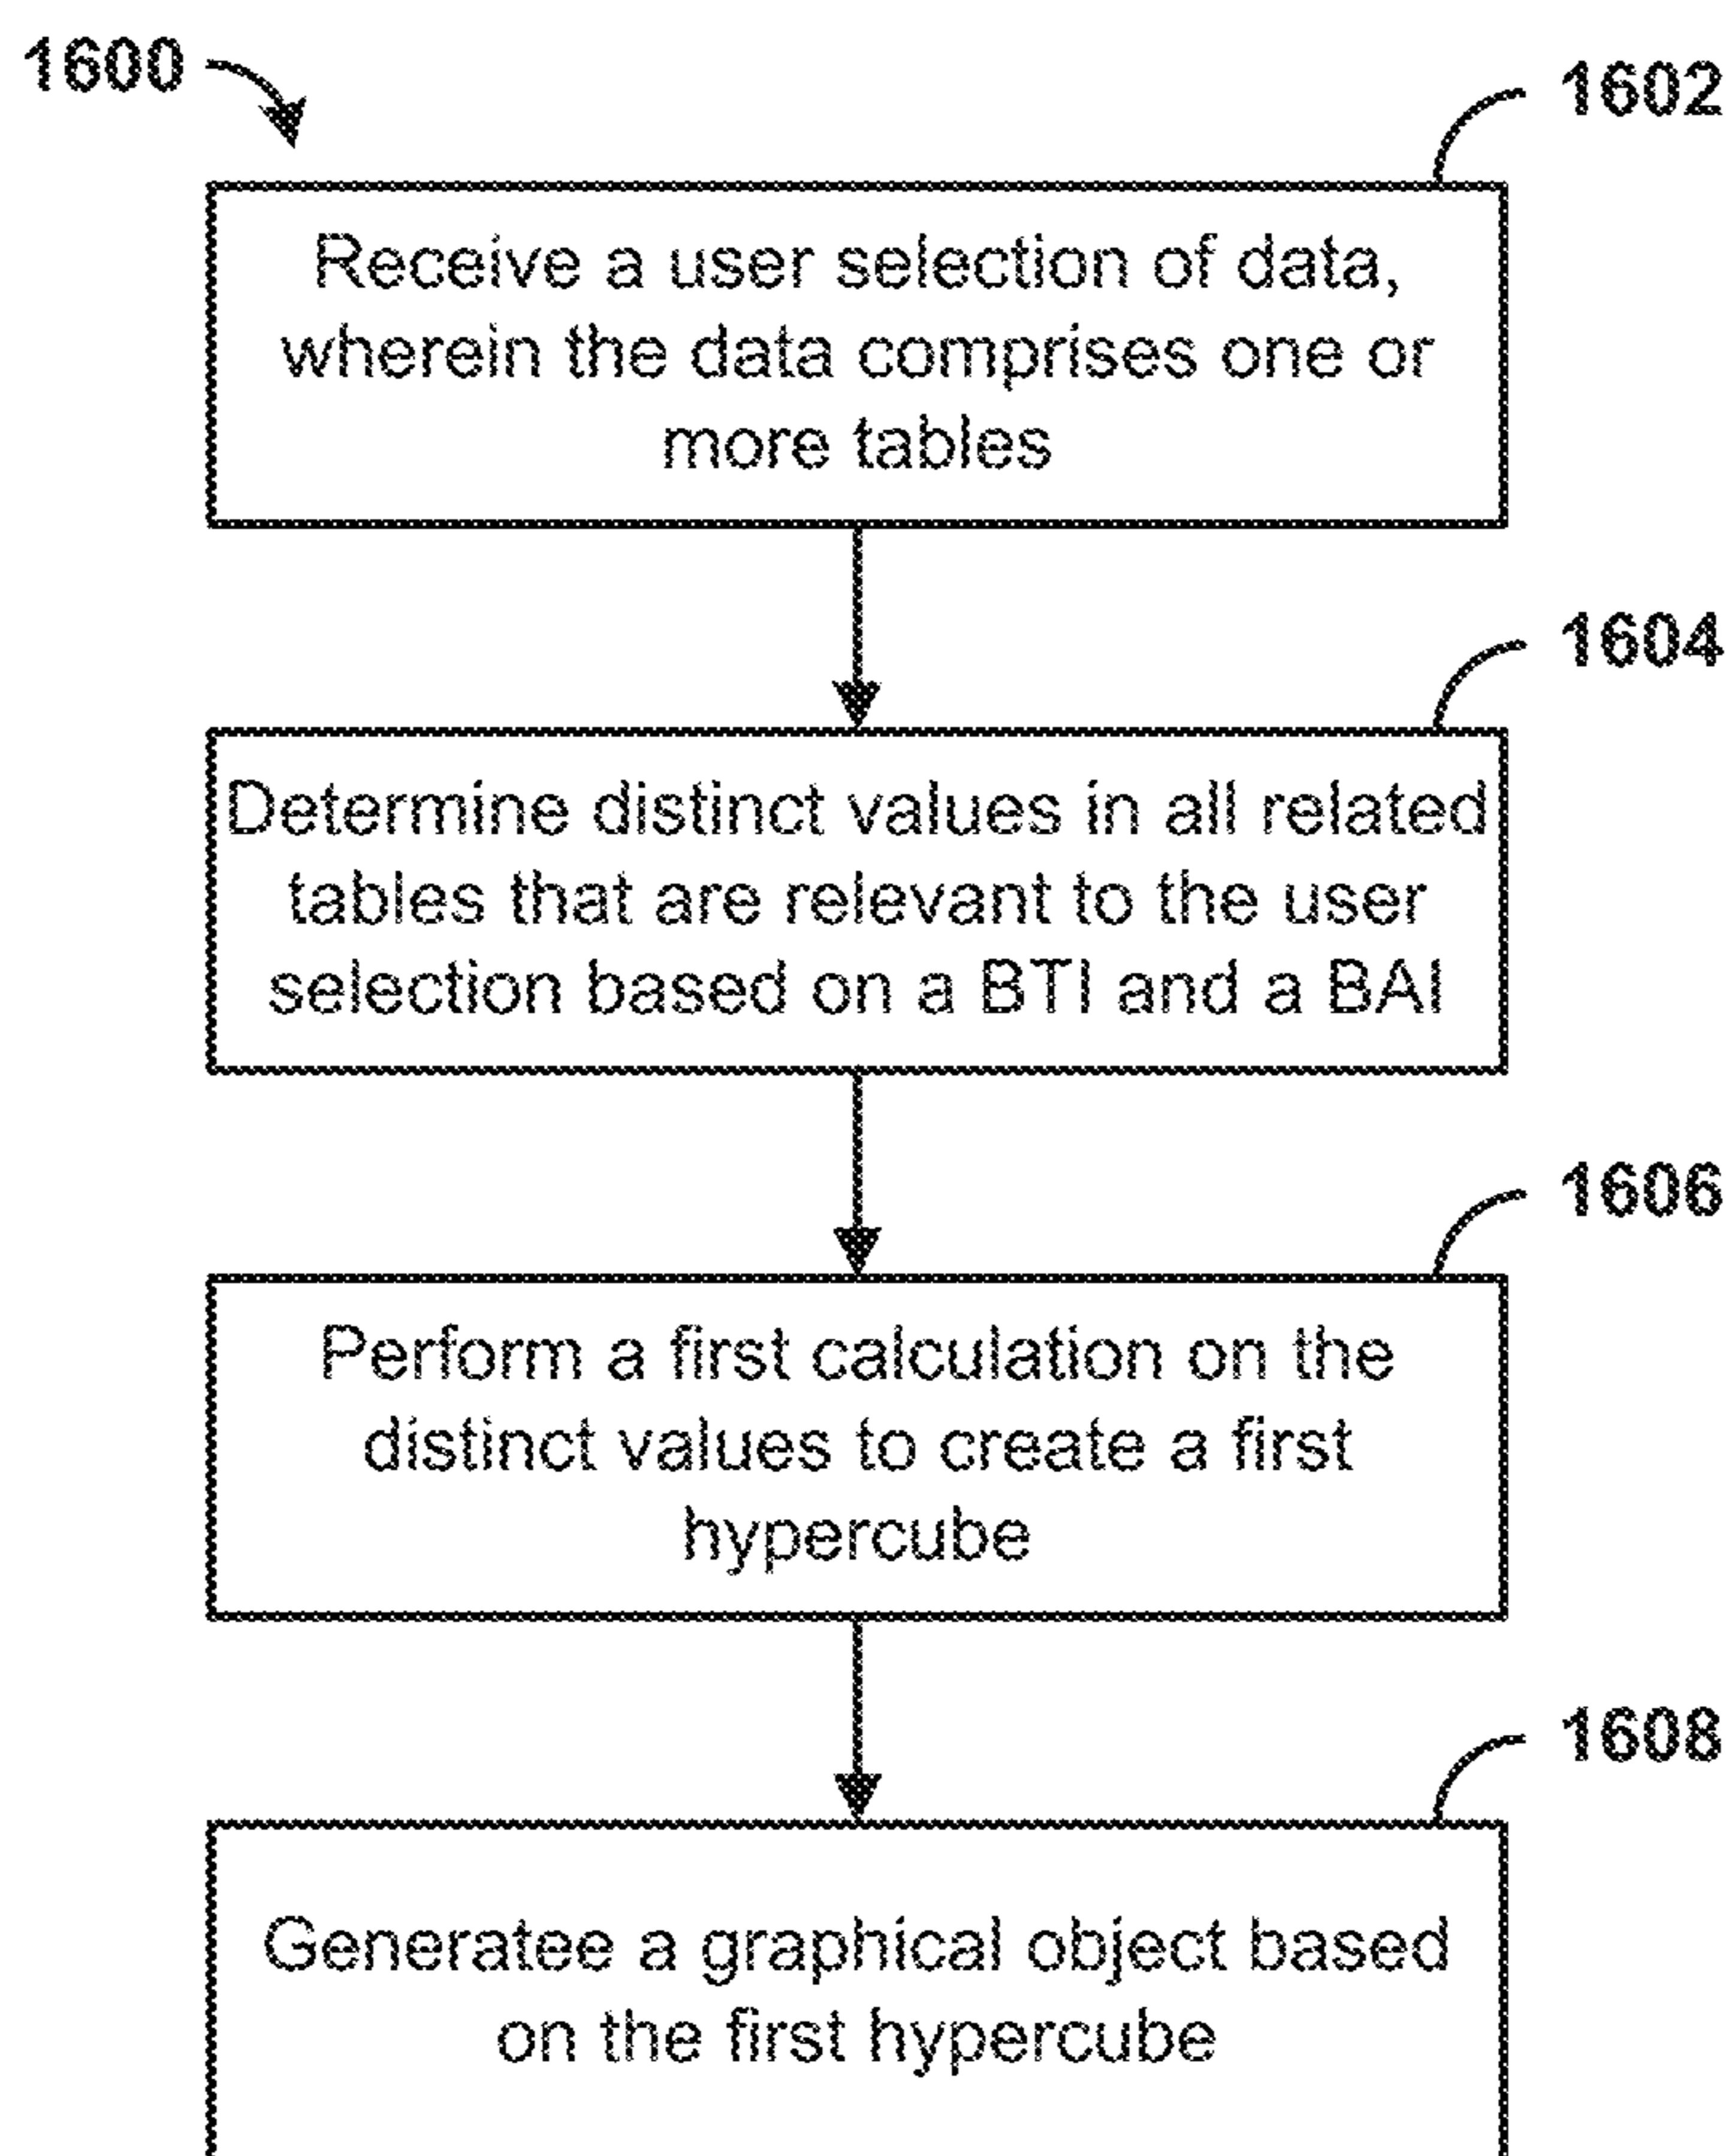 1600
1602
Receive a user selection of data,
wherein the data comprises one or
more tables
1604
Determine distinct values in all related
tables that are relevant to the user
selection based on a BTI and a BAI
1606
Perform a first calculation on the
distinct values to create a first
hypercube
1608
Generatee a graphical object based
on the first hypercube